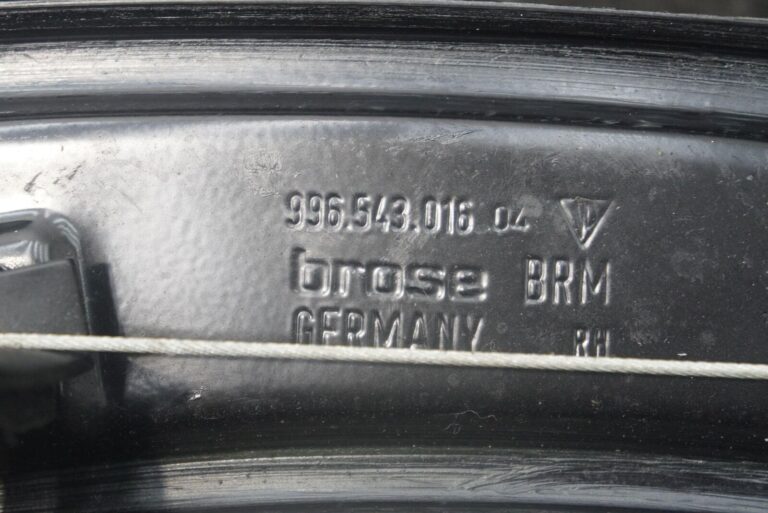 996.543.016 04
brose BRM
GERMANY RH